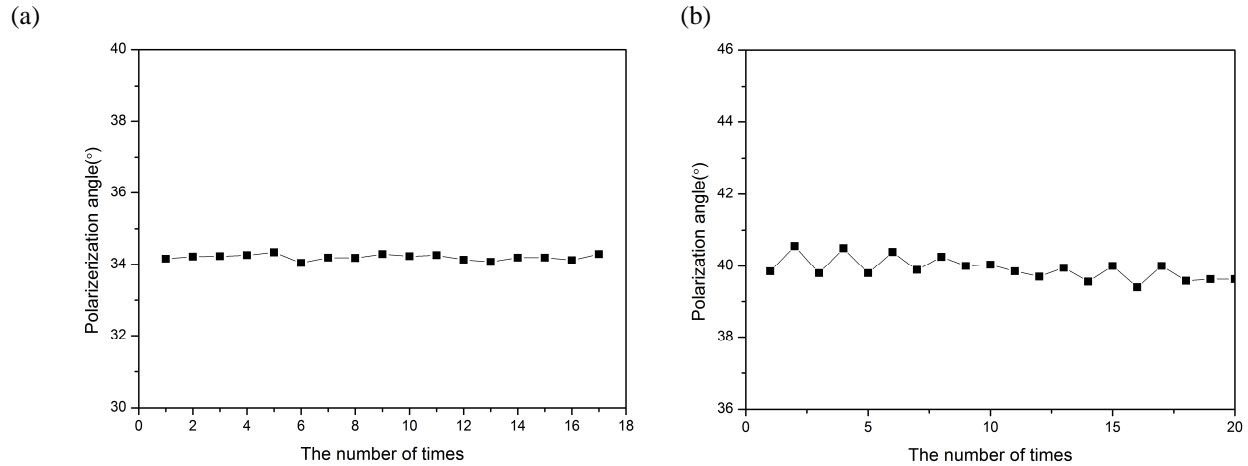 (a)
40
38
36
34
32
30
0 2 4 6 8 10 12 14 16 18
Polarizerization angle(°)
The number of times
(b)
46
44
42
40
38
36
0 5 10 15 20
Polarization angle(°)
The number of times